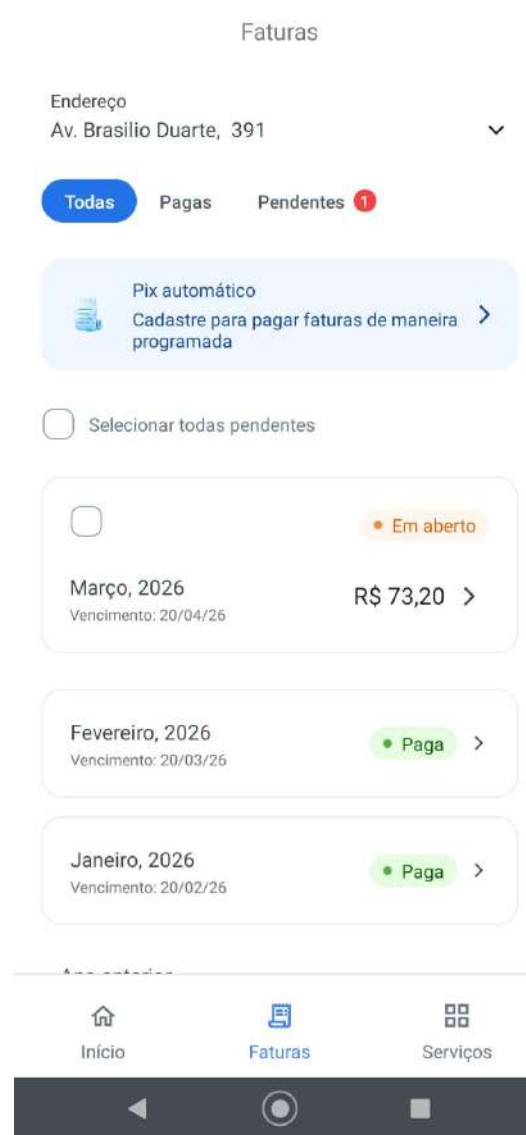 Faturas
Endereço
Av. Brasilio Duarte, 391
Todas
Pagas
Pendentes 1
Pix automático
Cadastre para pagar faturas de maneira
programada
Selecionar todas pendentes
Em aberto
Março, 2026
R$ 73,20
Vencimento: 20/04/26
Fevereiro, 2026
Paga
Vencimento: 20/03/26
Janeiro, 2026
Paga
Vencimento: 20/02/26
Ano anterior
Início
Faturas
Serviços